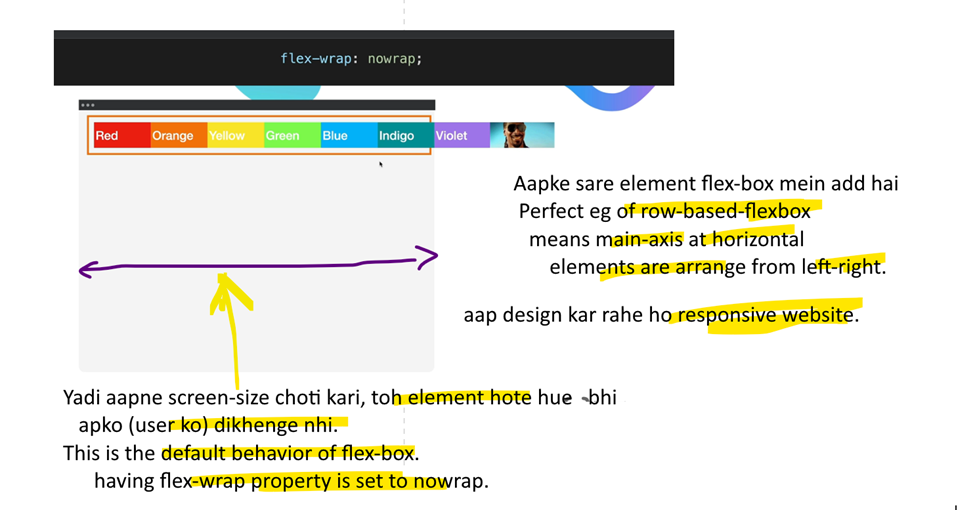 flex-wrap: nowrap;
Red Orange Yellow Green Blue Indigo Violet
Aapke sare element flex-box mein add hai
Perfect eg of row-based-flexbox
means main-axis at horizontal
elements are arrange from left-right.
aap design kar rahe ho responsive website.
Yadi aapne screen-size choti kari, toh element hote hue bhi
apko (user ko) dikhenge nhi.
This is the default behavior of flex-box.
having flex-wrap property is set to nowrap.